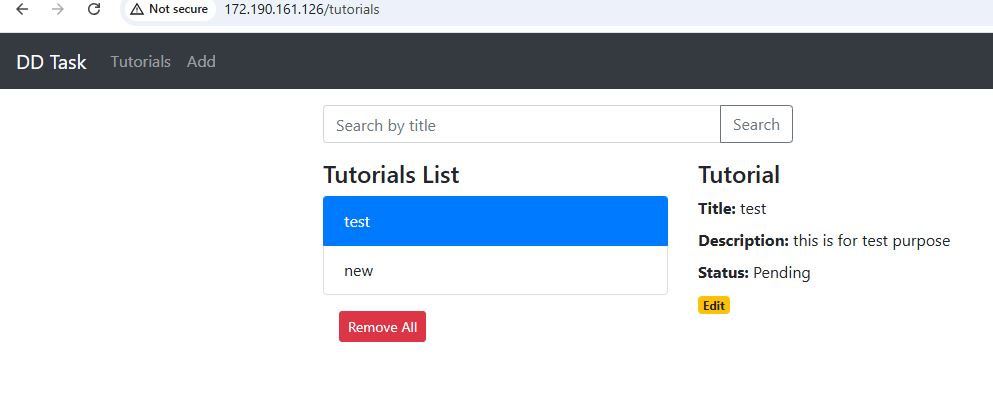 Not secure 172.190.161.126/tutorials
DD Task Tutorials Add
Search by title Search
Tutorials List
test
new
Remove All
Tutorial
Title: test
Description: this is for test purpose
Status: Pending
Edit